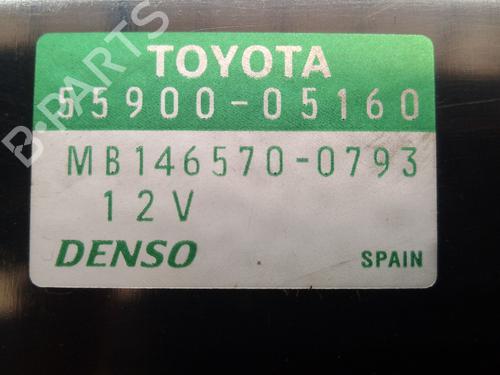 B-PARTS
TOYOTA
55900-05160
MB146570-0793
12V
DENSO SPAIN